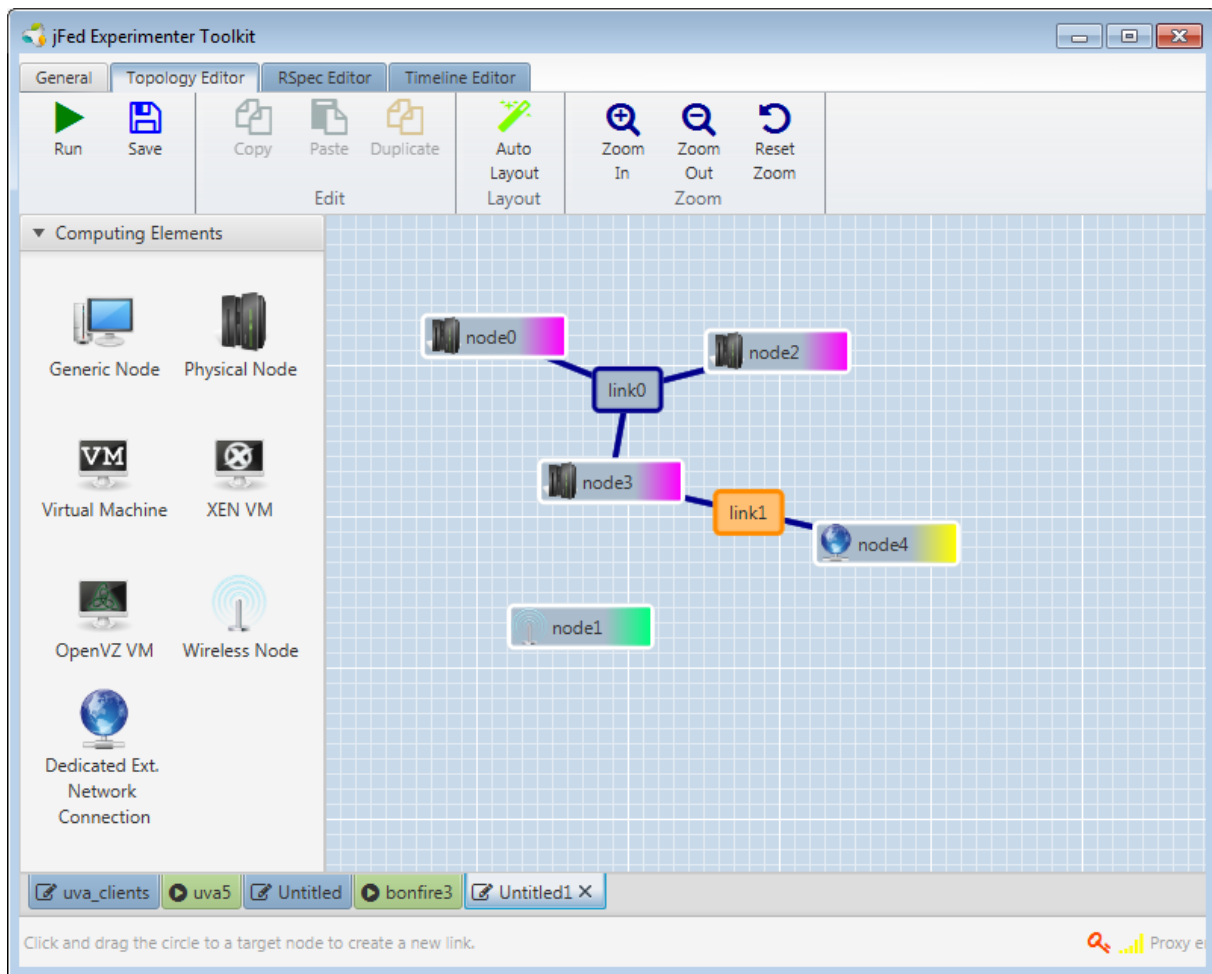 jFed Experimenter Toolkit
General Topology Editor RSpec Editor Timeline Editor
Run Save Copy Paste Duplicate Auto Layout Zoom In Zoom Out Reset Zoom
Edit Layout Zoom
Computing Elements
Generic Node Physical Node
VM
Virtual Machine XEN VM
OpenVZ VM Wireless Node
Dedicated Ext.
Network
Connection
node0
node2
link0
node3
link1
node4
node1
uva_clients uva5 Untitled bonfire3 Untitled1
Click and drag the circle to a target node to create a new link.
Proxy